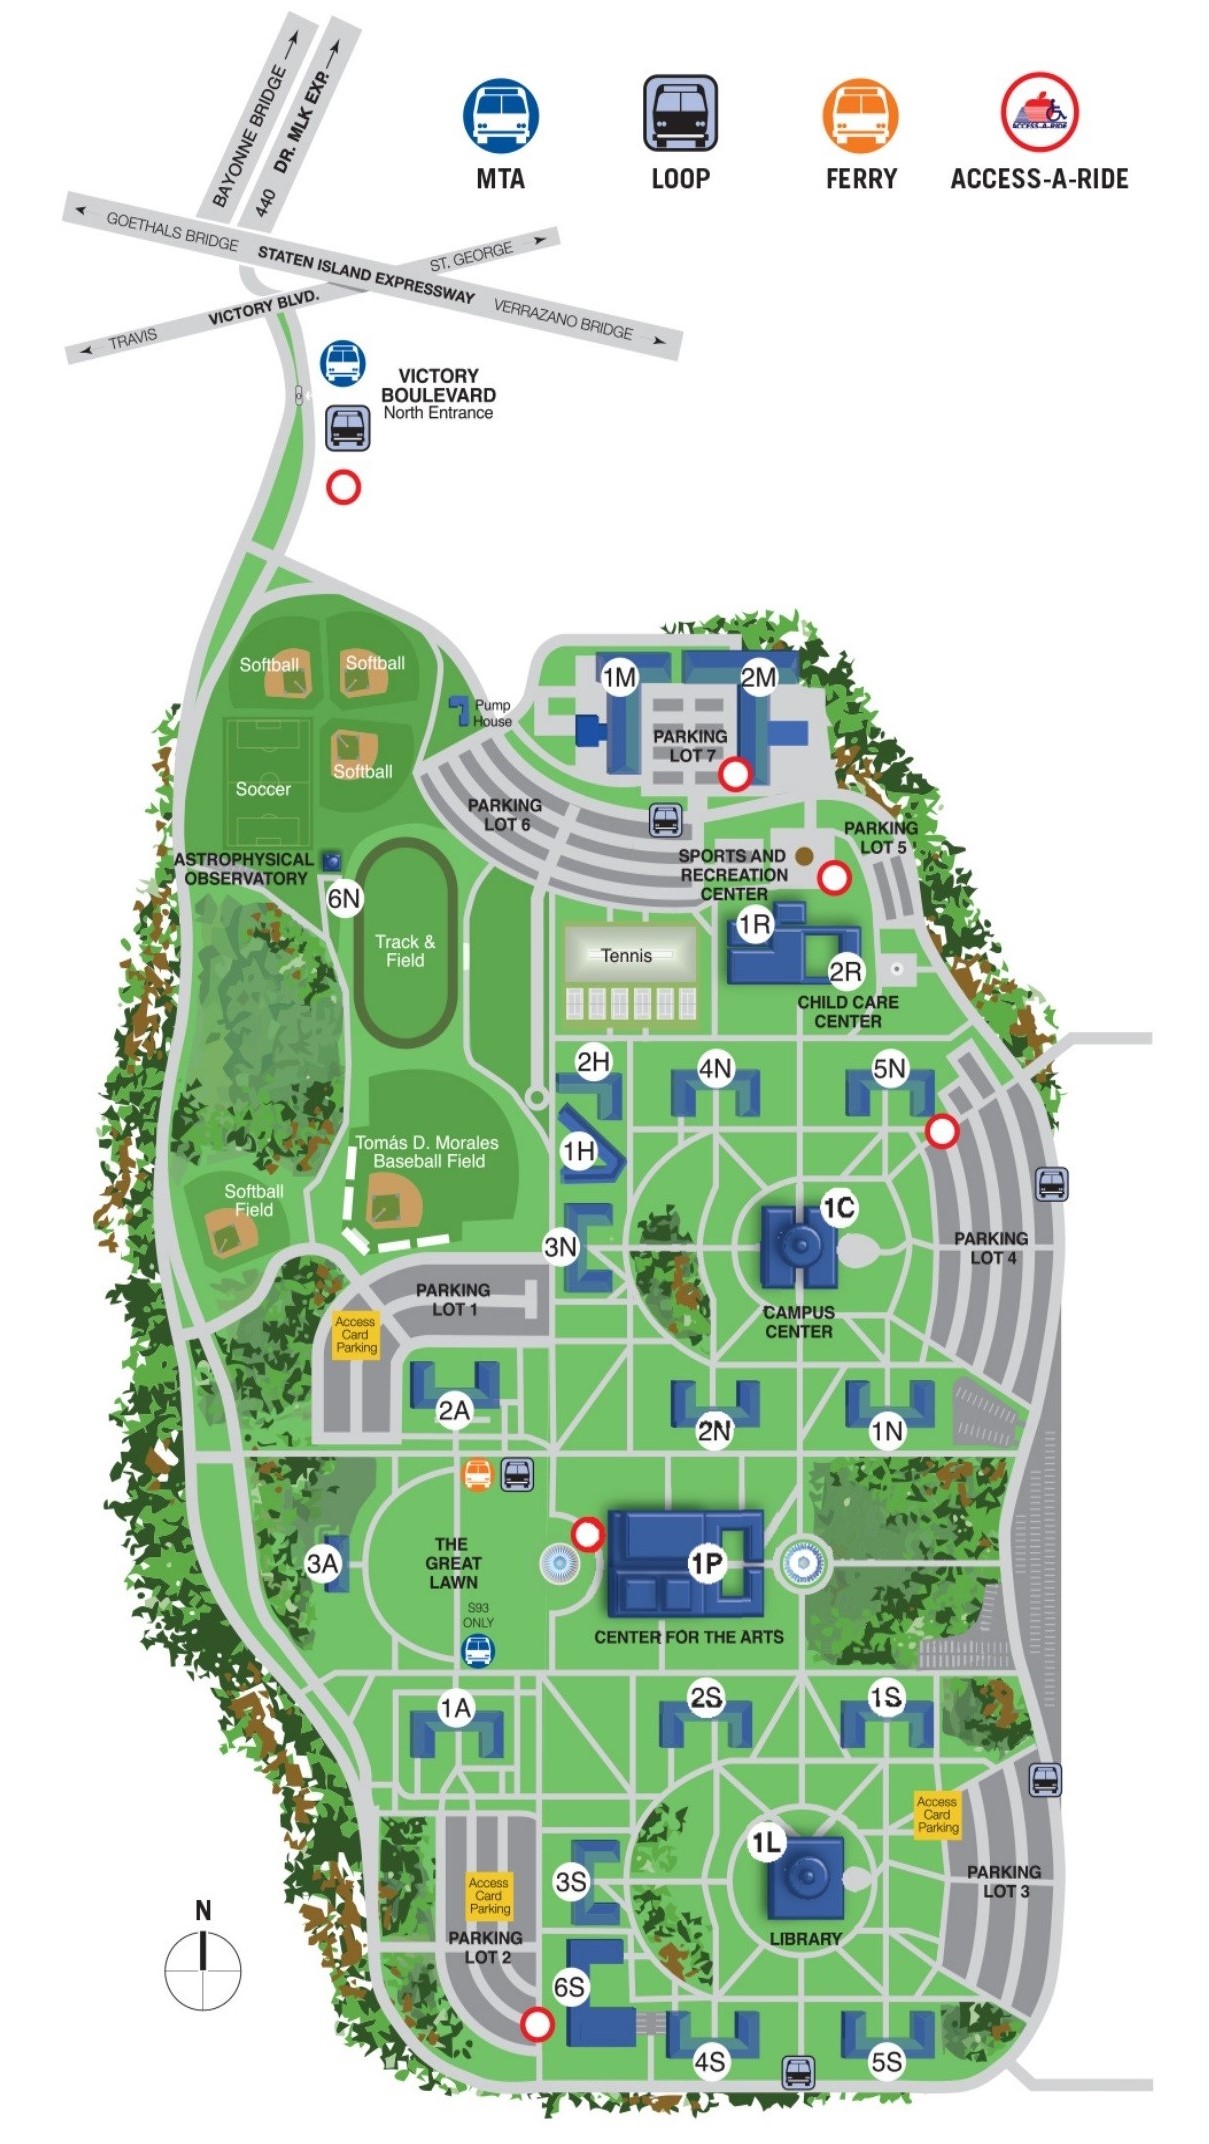 MTA
LOOP
FERRY
ACCESS-A-RIDE
ACCESS-A-RIDE
BAYONNE BRIDGE
440 DR. MLK EXP.
GOETHALS BRIDGE
STATEN ISLAND EXPRESSWAY
VERRAZANO BRIDGE
ST. GEORGE
VICTORY BLVD.
TRAVIS
VICTORY
BOULEVARD
North Entrance
Softball
Softball
Softball
Soccer
Pump
House
1M
2M
PARKING
LOT 7
PARKING
LOT 6
PARKING
LOT 5
ASTROPHYSICAL
OBSERVATORY
6N
SPORTS AND
RECREATION
CENTER
1R
2R
CHILD CARE
CENTER
Track &
Field
Tennis
2H
4N
5N
1H
Tomás D. Morales
Baseball Field
Softball
Field
1C
3N
PARKING
LOT 4
PARKING
LOT 1
CAMPUS
CENTER
Access
Card
Parking
2A
2N
1N
3A
THE
GREAT
LAWN
1P
S93
ONLY
CENTER FOR THE ARTS
1A
2S
1S
Access
Card
Parking
1L
3S
PARKING
LOT 3
Access
Card
Parking
PARKING
LOT 2
LIBRARY
N
6S
4S
5S